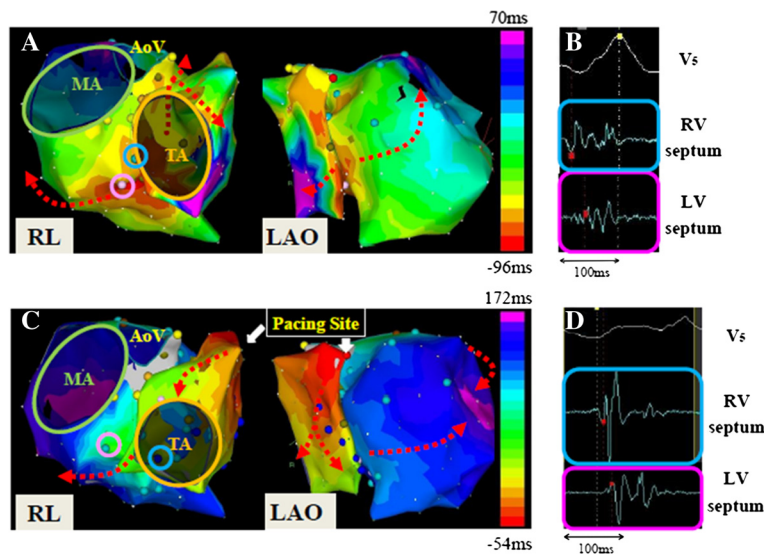 A
AoV
MA
TA
RL
LAO
70ms
-96ms
B
V5
RV
septum
LV
septum
100ms
C
AoV
MA
TA
RL
Pacing Site
LAO
172ms
-54ms
D
V5
RV
septum
LV
septum
100ms